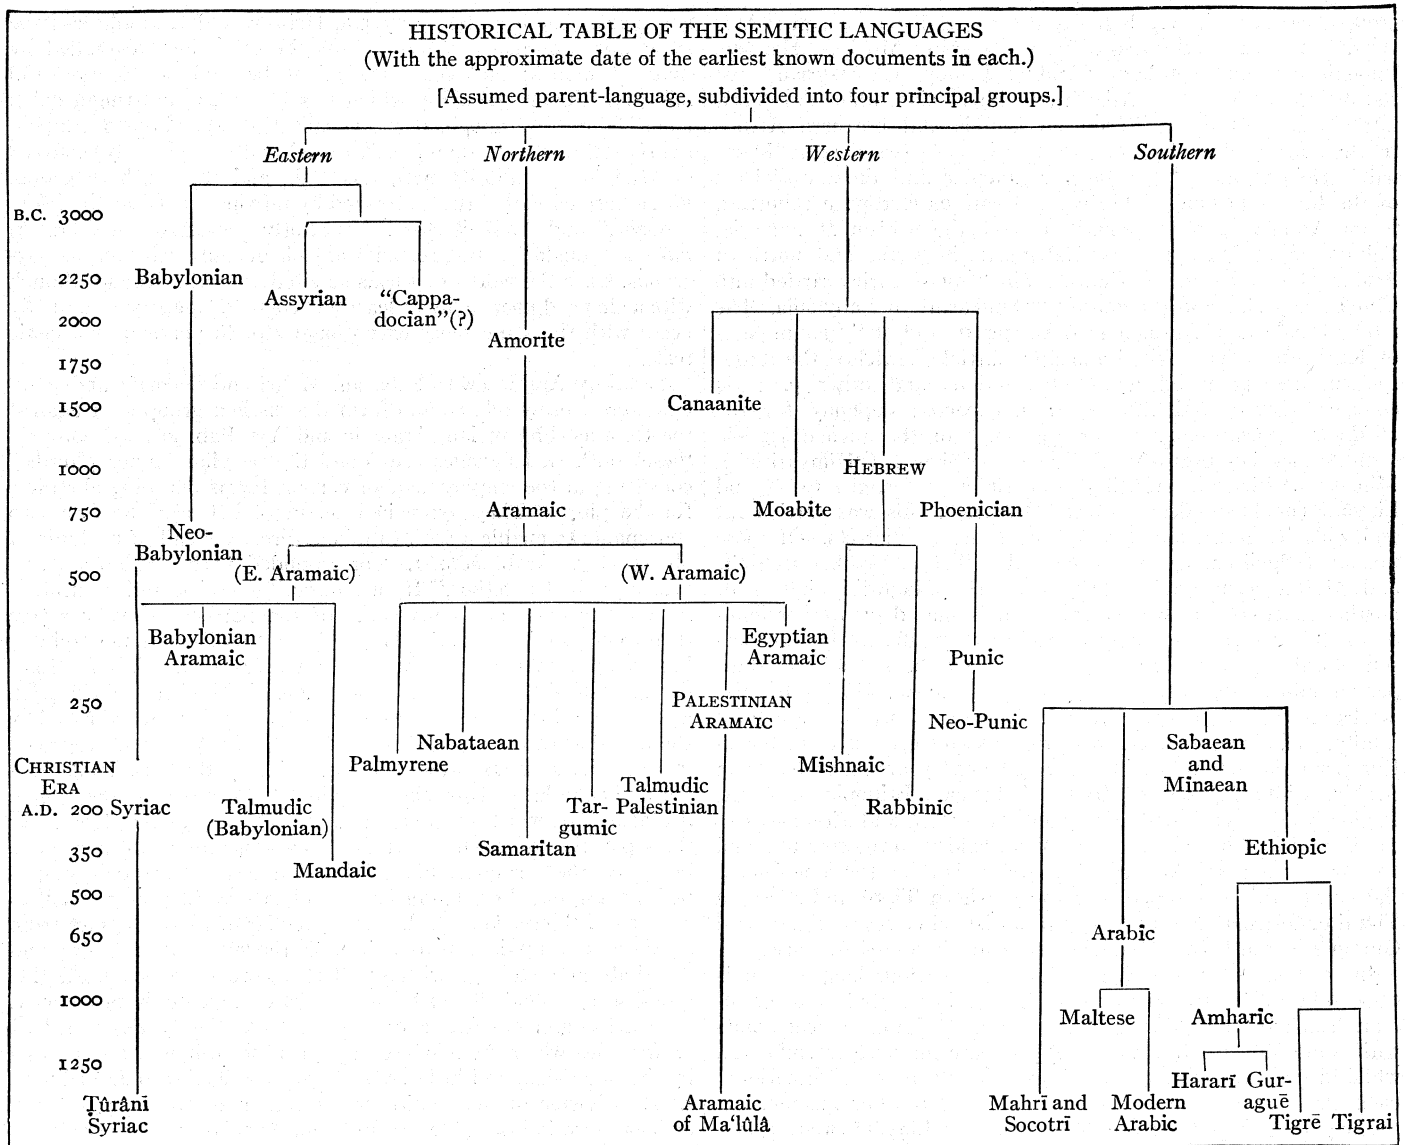 HISTORICAL TABLE OF THE SEMITIC LANGUAGES
(With the approximate date of the earliest known documents in each.)
[Assumed parent-language, subdivided into four principal groups.]
Eastern Northern Western Southern
B.C. 3000
2250 Babylonian
Assyrian "Cappa-
docian"(?)
2000
Amorite
1750
Canaanite
1500
1000 HEBREW
750 Aramaic Moabite Phoenician
Neo-
Babylonian
500 (E. Aramaic) (W. Aramaic)
Babylonian
Aramaic
Egyptian
Aramaic
Punic
250
PALESTINIAN
ARAMAIC
Neo-Punic
Nabataean
Sabaean
and
Minaean
Palmyrene
Mishnaic
CHRISTIAN
ERA
Talmudic
Palestinian
A.D. 200 Syriac
Talmudic
(Babylonian)
Tar-
gumic
Rabbinic
Samaritan
Ethiopic
350
Mandaic
500
650 Arabic
1000
Maltese Amharic
1250
Hararī Gur-
aguē
Ṭûrânī
Syriac
Aramaic
of Ma‘lûlâ
Mahrī and
Socotrī
Modern
Arabic
Tigrē Tigrai